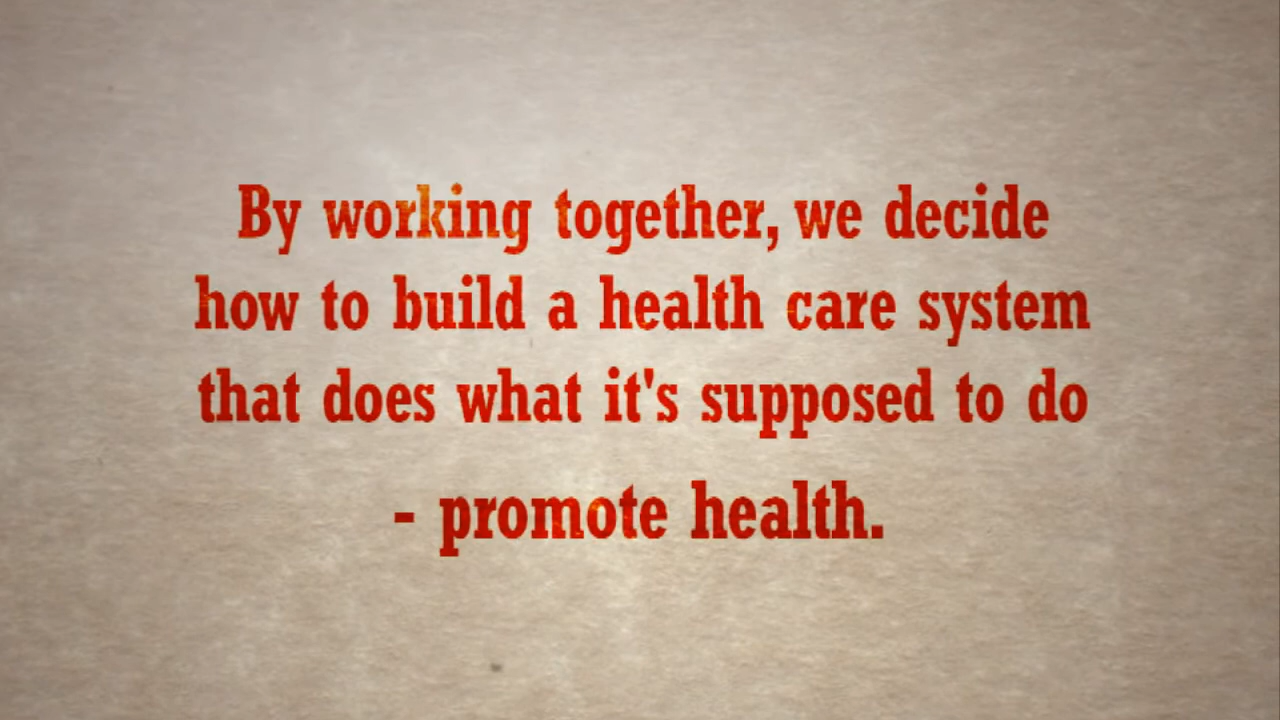 By working together, we decide
how to build a health care system
that does what it's supposed to do
- promote health.